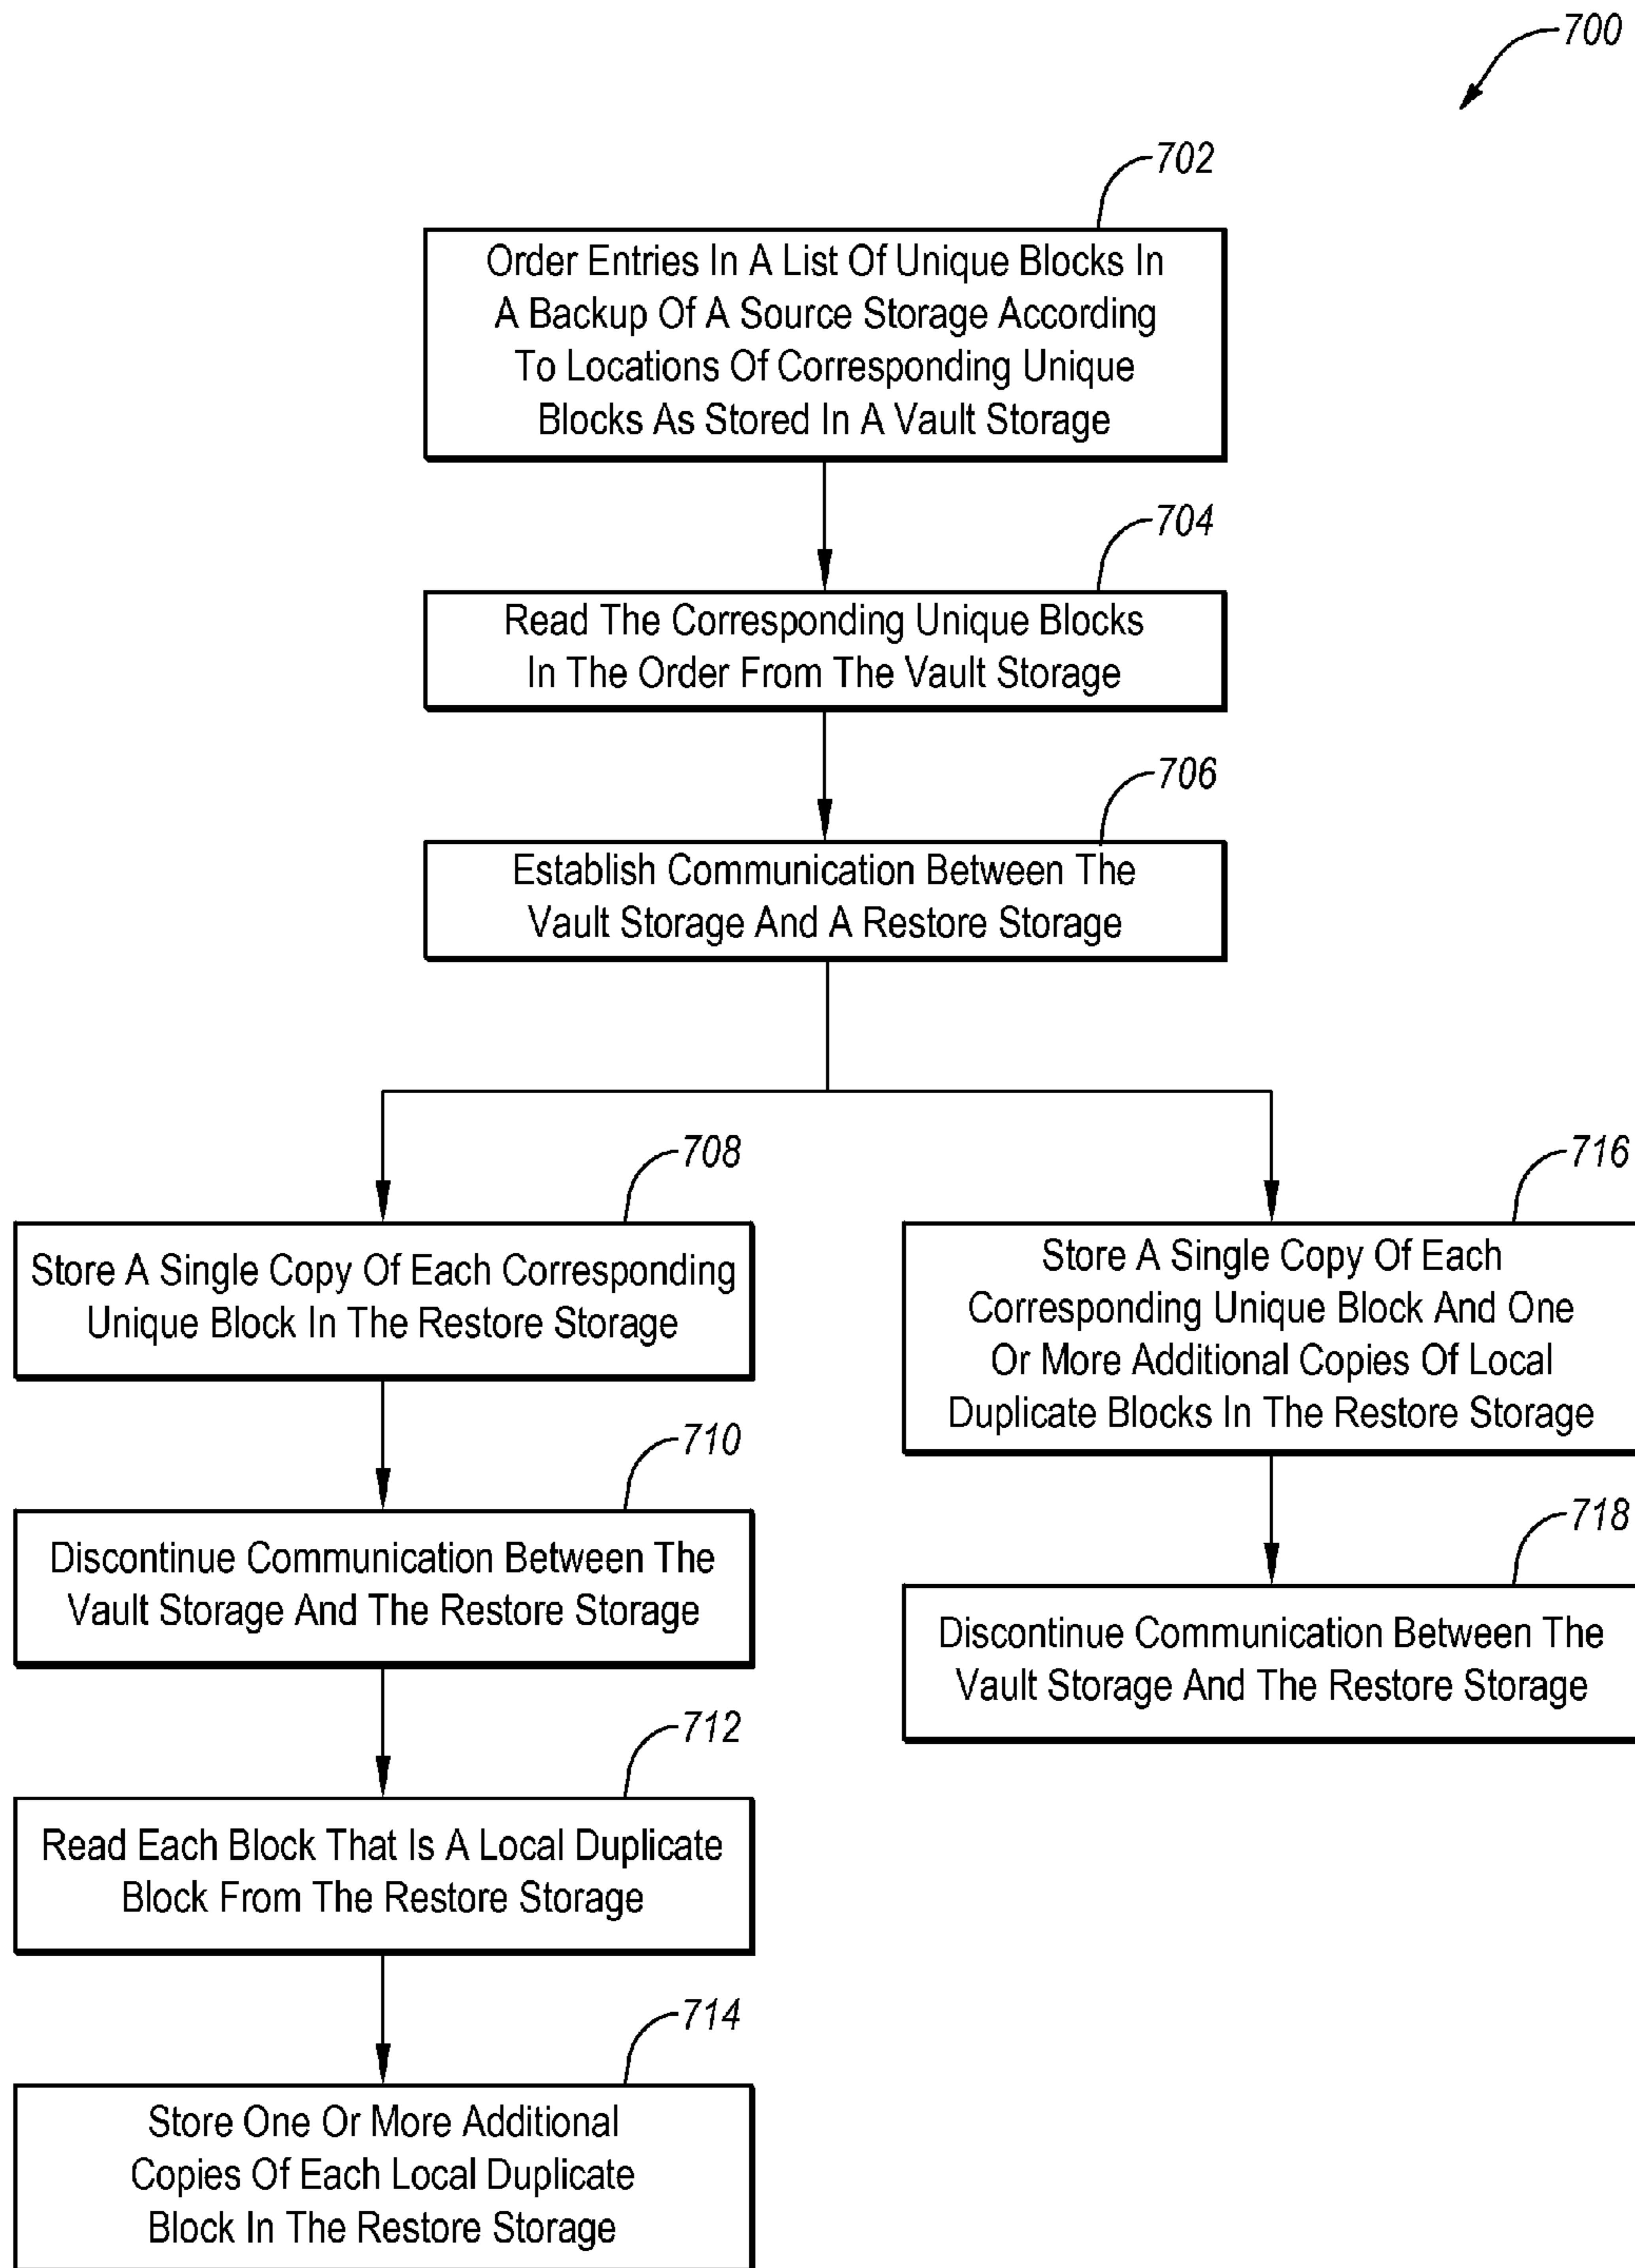 700
702
Order Entries In A List Of Unique Blocks In
A Backup Of A Source Storage According
To Locations Of Corresponding Unique
Blocks As Stored In A Vault Storage
704
Read The Corresponding Unique Blocks
In The Order From The Vault Storage
706
Establish Communication Between The
Vault Storage And A Restore Storage
708
Store A Single Copy Of Each Corresponding
Unique Block In The Restore Storage
710
Discontinue Communication Between The
Vault Storage And The Restore Storage
712
Read Each Block That Is A Local Duplicate
Block From The Restore Storage
714
Store One Or More Additional
Copies Of Each Local Duplicate
Block In The Restore Storage
716
Store A Single Copy Of Each
Corresponding Unique Block And One
Or More Additional Copies Of Local
Duplicate Blocks In The Restore Storage
718
Discontinue Communication Between The
Vault Storage And The Restore Storage